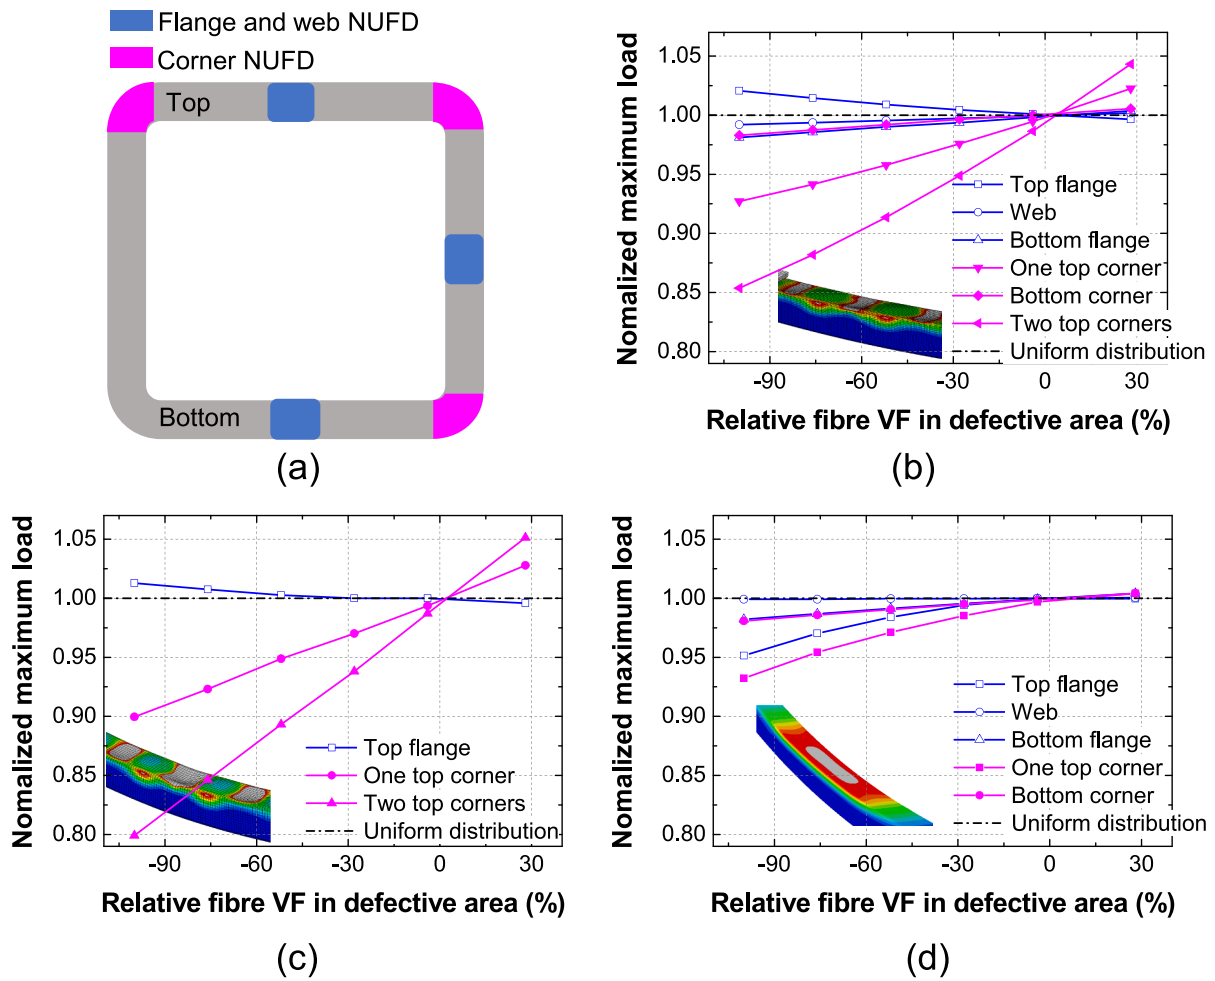 Flange and web NUFD
Corner NUFD
Top
Bottom
(a)
Nomalized maximum load
1.05
1.00
0.95
0.90
0.85
0.80
Top flange
Web
Bottom flange
One top corner
Bottom corner
Two top corners
Uniform distribution
-90
-60
-30
0
30
Relative fibre VF in defective area (%)
(b)
Nomalized maximum load
1.05
1.00
0.95
0.90
0.85
0.80
Top flange
One top corner
Two top corners
Uniform distribution
-90
-60
-30
0
30
Relative fibre VF in defective area (%)
(c)
Nomalized maximum load
1.05
1.00
0.95
0.90
0.85
0.80
Top flange
Web
Bottom flange
One top corner
Bottom corner
Uniform distribution
-90
-60
-30
0
30
Relative fibre VF in defective area (%)
(d)